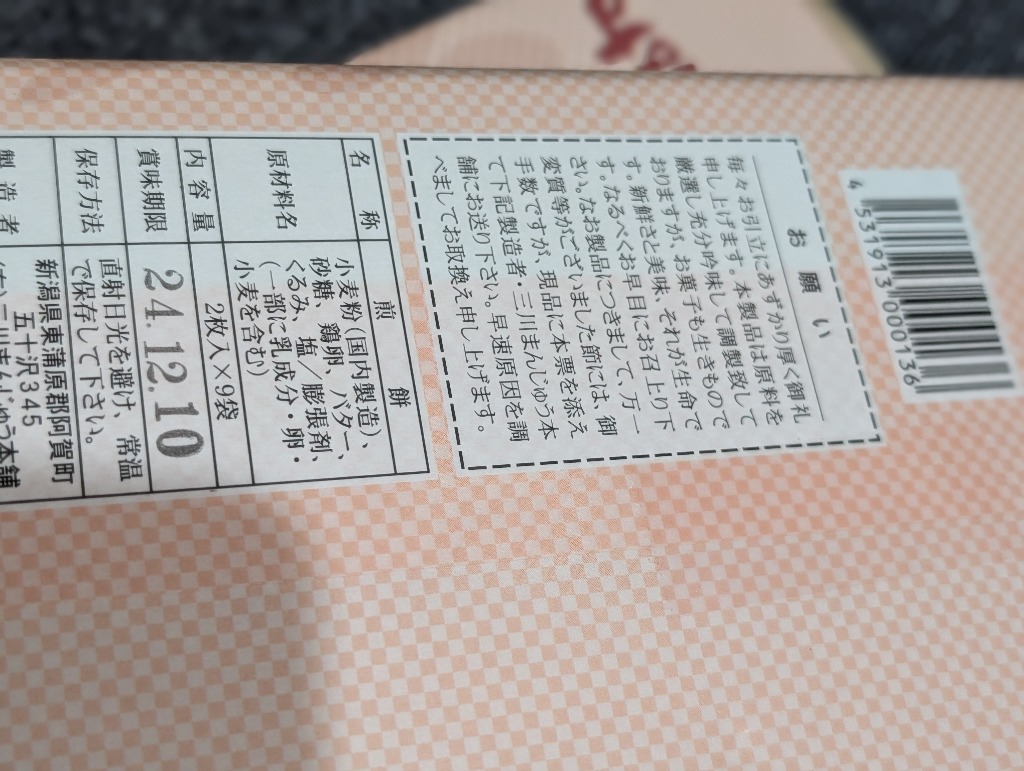 4 531913 000136
お願い
毎々お引立にあずかり厚く御礼
申し上げます。本製品は原料を
厳選し充分吟味して調製致して
おりますが、お菓子も生きもので
す。新鮮さと美味、それが生命で
す。なるべくお早目にお召上り下
さい。なお製品につきまして、万一
変質等がございました節には、御
手数ですが、現品に本票を添え
て下記製造者・三川まんじゅう本
舗にお送り下さい。早速原因を調
べましてお取換え申し上げます。
名称 煎餅
原材料名 小麦粉(国内製造)、
砂糖、鶏卵、バター、
くるみ、塩/膨張剤、
(一部に乳成分・卵・
小麦を含む)
内容量 2枚入×9袋
賞味期限 24.12.10
保存方法 直射日光を避け、常温
で保存して下さい。
製造者 新潟県東蒲原郡阿賀町
五十沢345
三川まんじゅう本舗